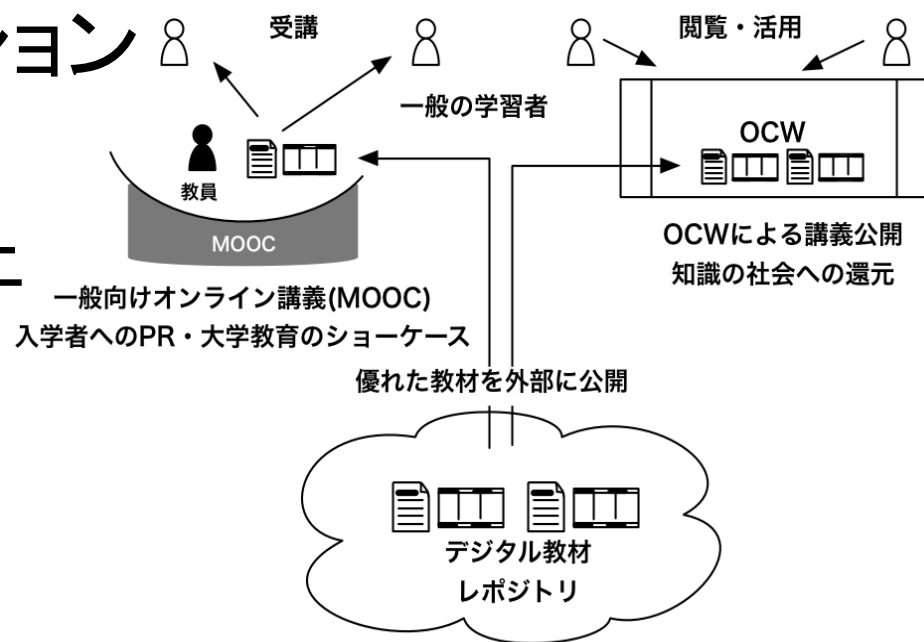 ション
受講
閲覧・活用
一般の学習者
教員
MOOC
OCW
一般向けオンライン講義(MOOC)
入学者へのPR・大学教育のショーケース
OCWによる講義公開
知識の社会への還元
優れた教材を外部に公開
デジタル教材
レポジトリ